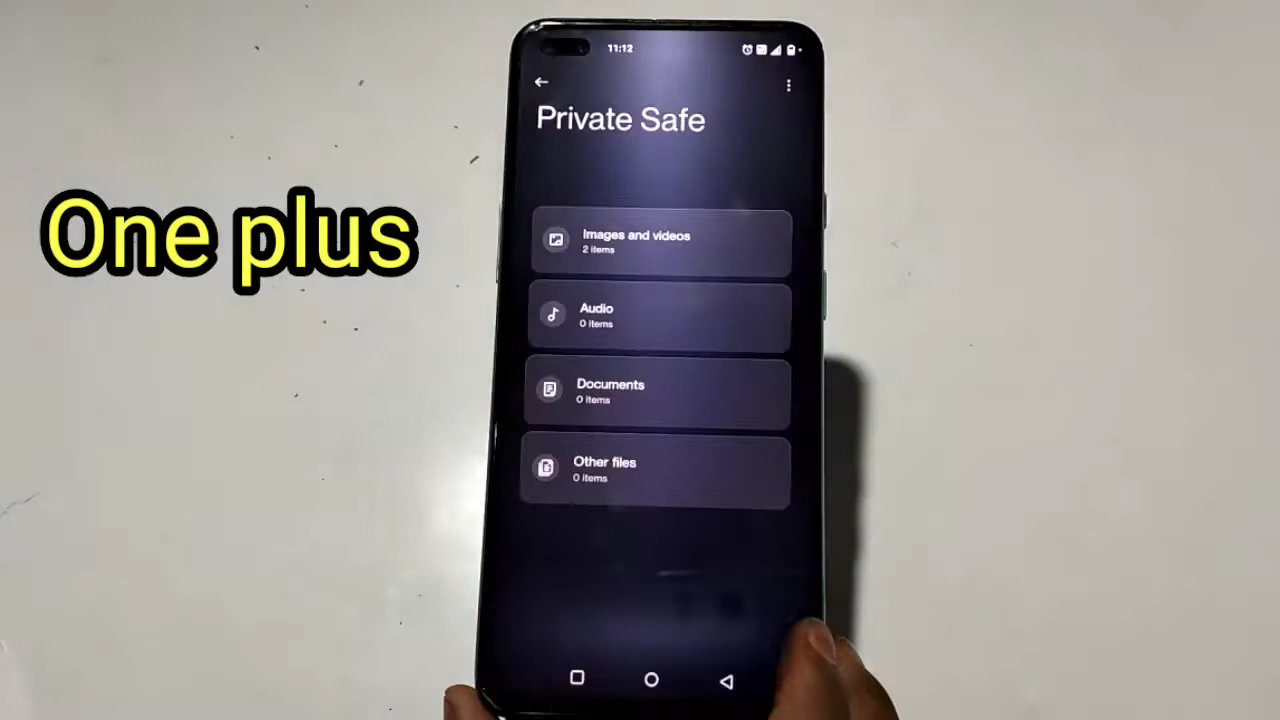 11:12
Private Safe
One plus
Images and videos
2 items
Audio
0 items
Documents
0 items
Other files
0 items